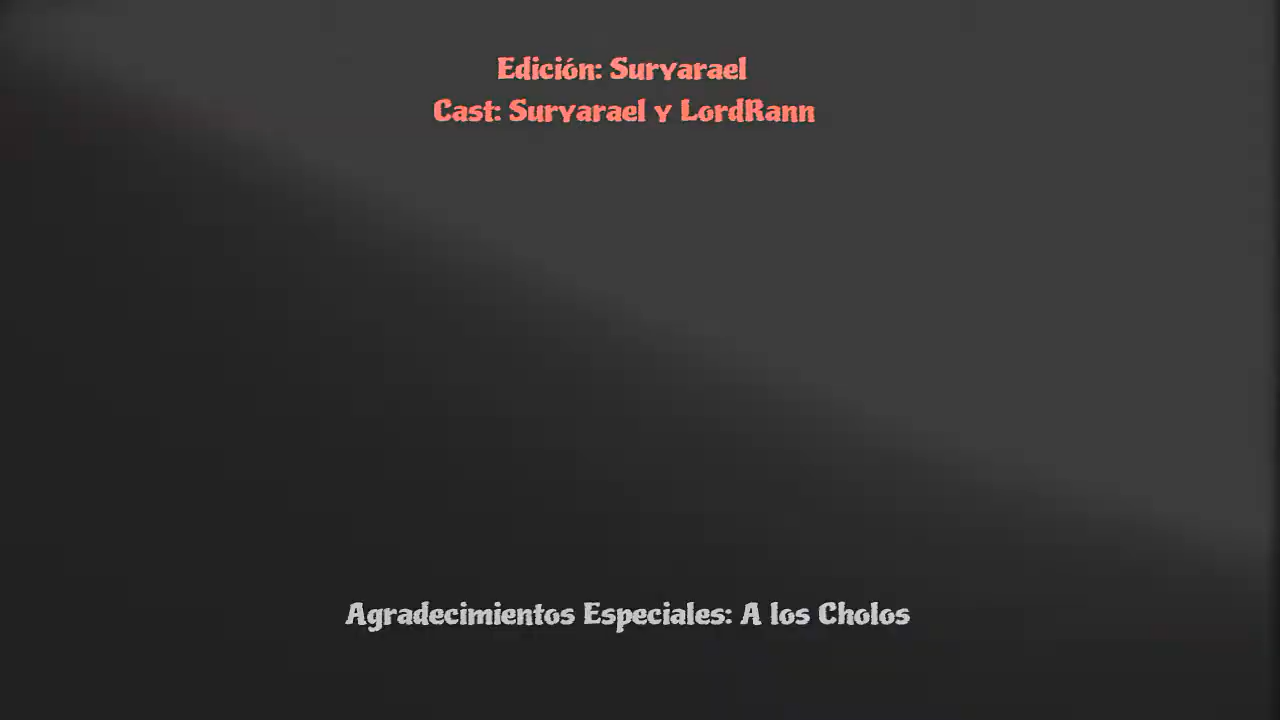 Edición: Suryarael
Cast: Suryarael y LordRann
Agradecimientos Especiales: A los Cholos